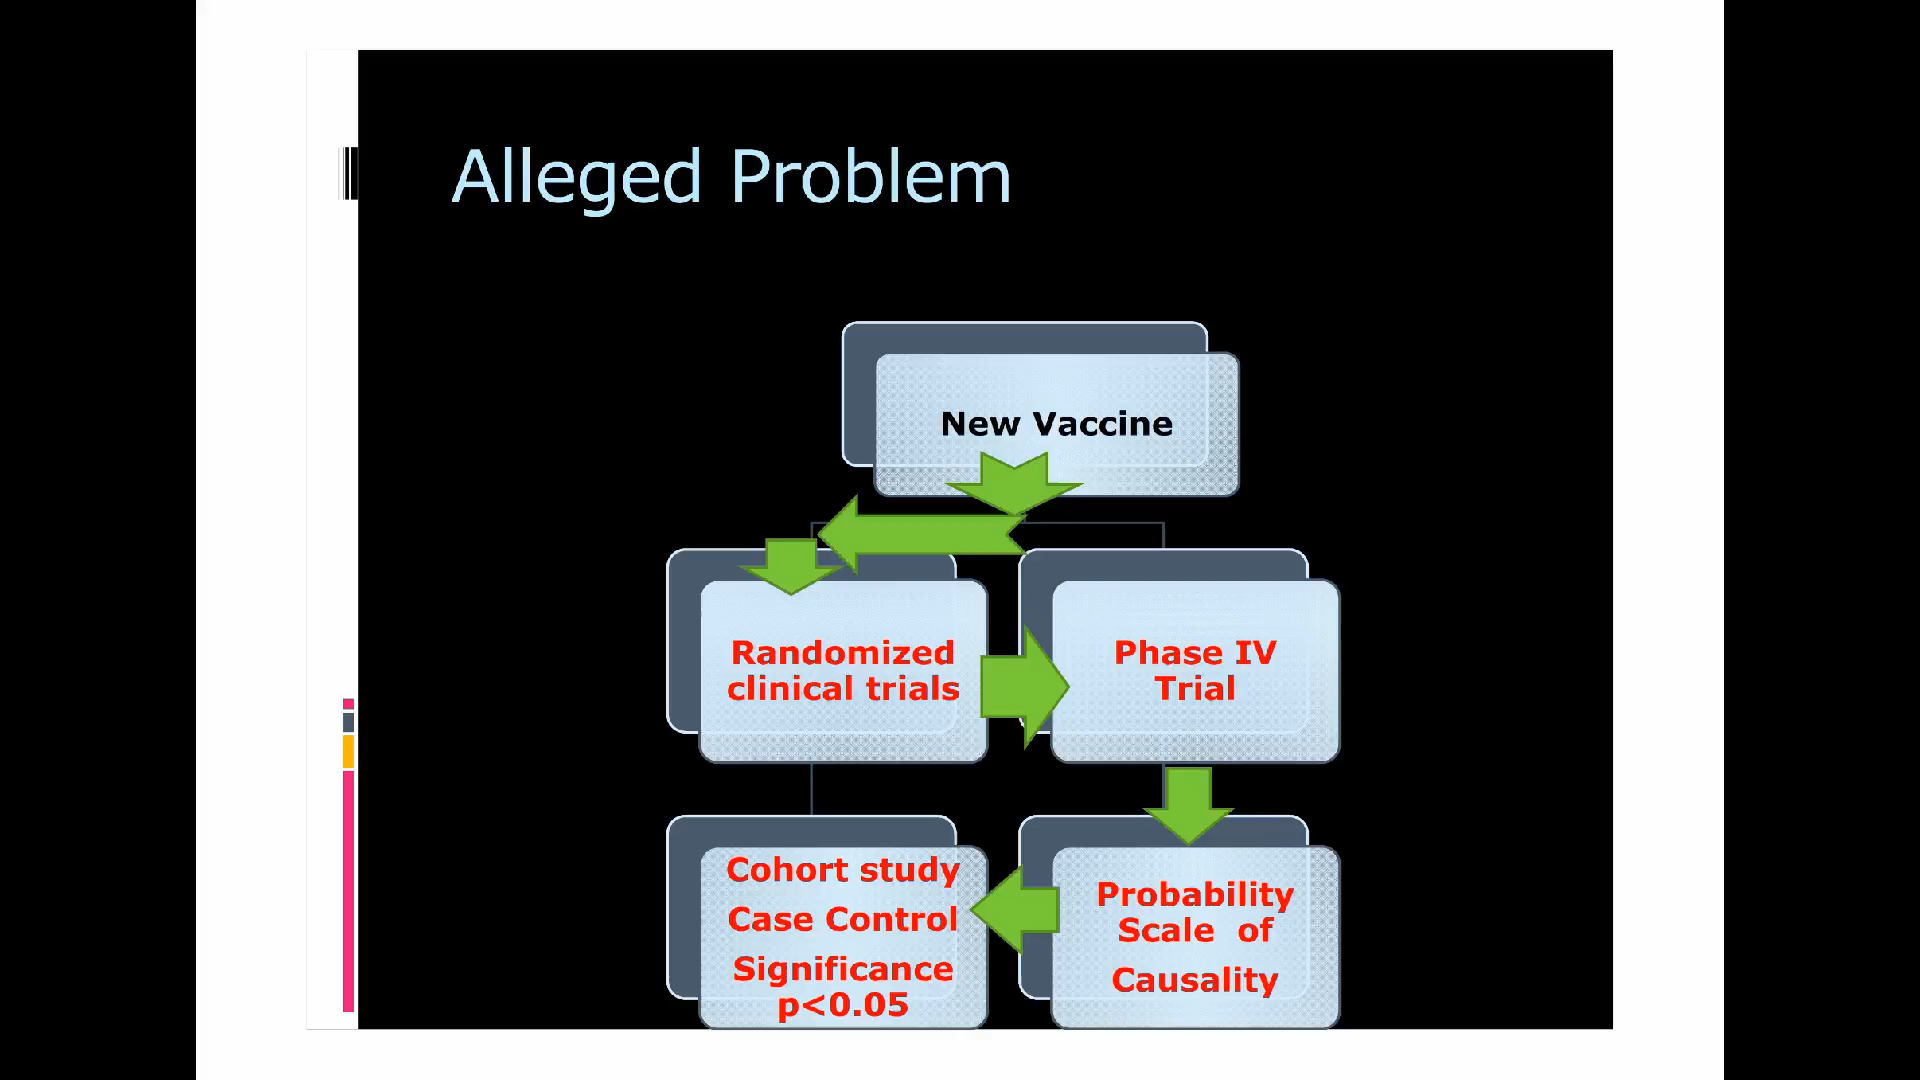 Alleged Problem
New Vaccine
Randomized
clinical trials
Phase IV
Trial
Cohort study
Case Control
Significance
p<0.05
Probability
Scale  of
Causality